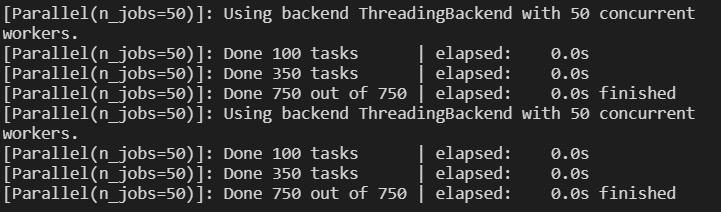 [Parallel(n_jobs=50)]: Using backend ThreadingBackend with 50 concurrent
workers.
[Parallel(n_jobs=50)]: Done 100 tasks      | elapsed:    0.0s
[Parallel(n_jobs=50)]: Done 350 tasks      | elapsed:    0.0s
[Parallel(n_jobs=50)]: Done 750 out of 750 | elapsed:    0.0s finished
[Parallel(n_jobs=50)]: Using backend ThreadingBackend with 50 concurrent
workers.
[Parallel(n_jobs=50)]: Done 100 tasks      | elapsed:    0.0s
[Parallel(n_jobs=50)]: Done 350 tasks      | elapsed:    0.0s
[Parallel(n_jobs=50)]: Done 750 out of 750 | elapsed:    0.0s finished